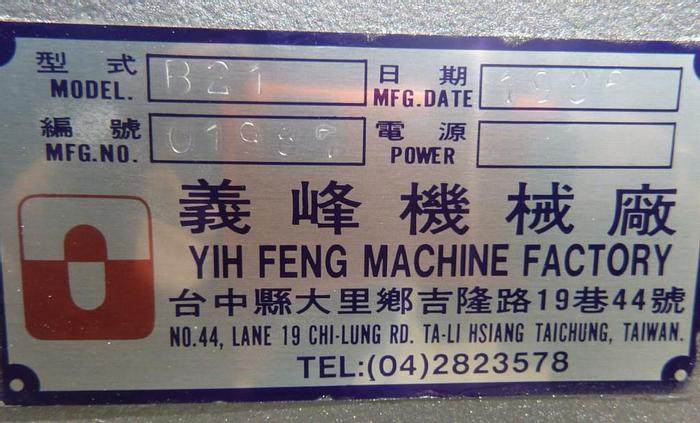 型式 MODEL. B21 日期 MFG.DATE
編號 MFG.NO. 電源 POWER
義峰機械廠
YIH FENG MACHINE FACTORY
台中縣大里鄉吉隆路19巷44號
NO.44, LANE 19 CHI-LUNG RD. TA-LI HSIANG TAICHUNG, TAIWAN.
TEL:(04)2823578